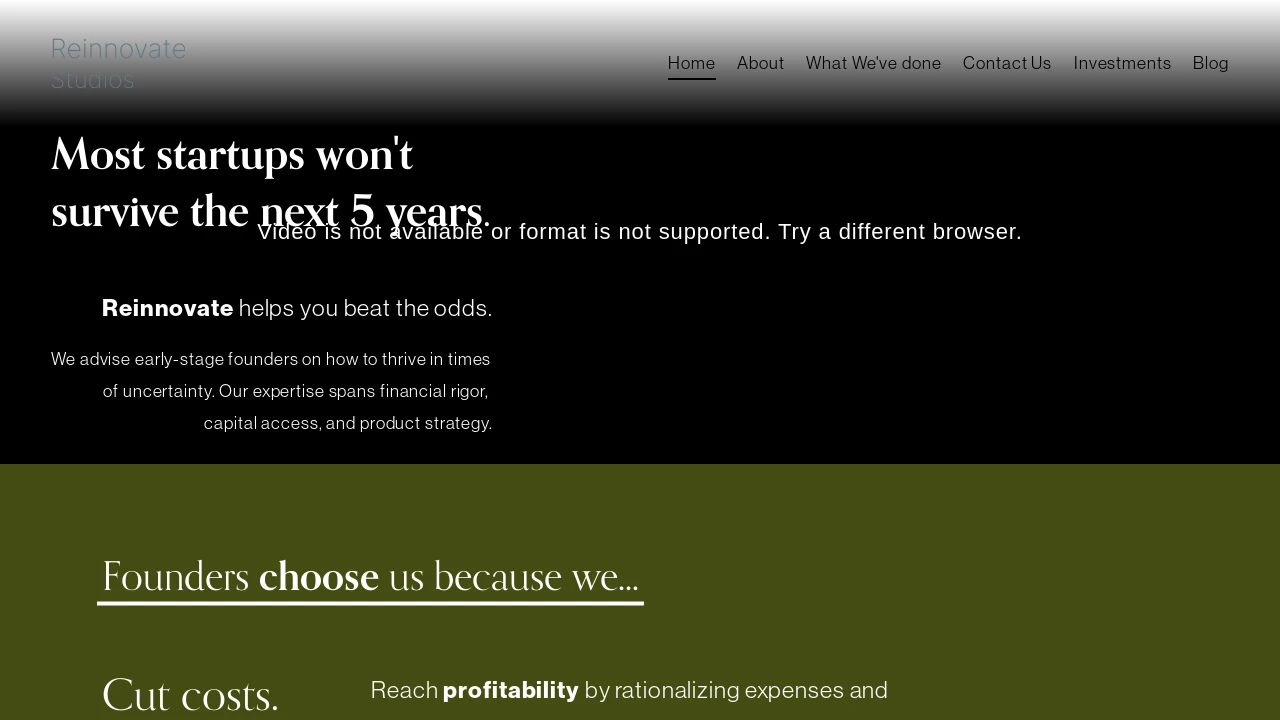 Reinnovate
Studios
Home About What We've done Contact Us Investments Blog
Most startups won't
survive the next 5 years.
Video is not available or format is not supported. Try a different browser.
Reinnovate helps you beat the odds.
We advise early-stage founders on how to thrive in times
of uncertainty. Our expertise spans financial rigor,
capital access, and product strategy.
Founders choose us because we...
Cut costs.
Reach profitability by rationalizing expenses and